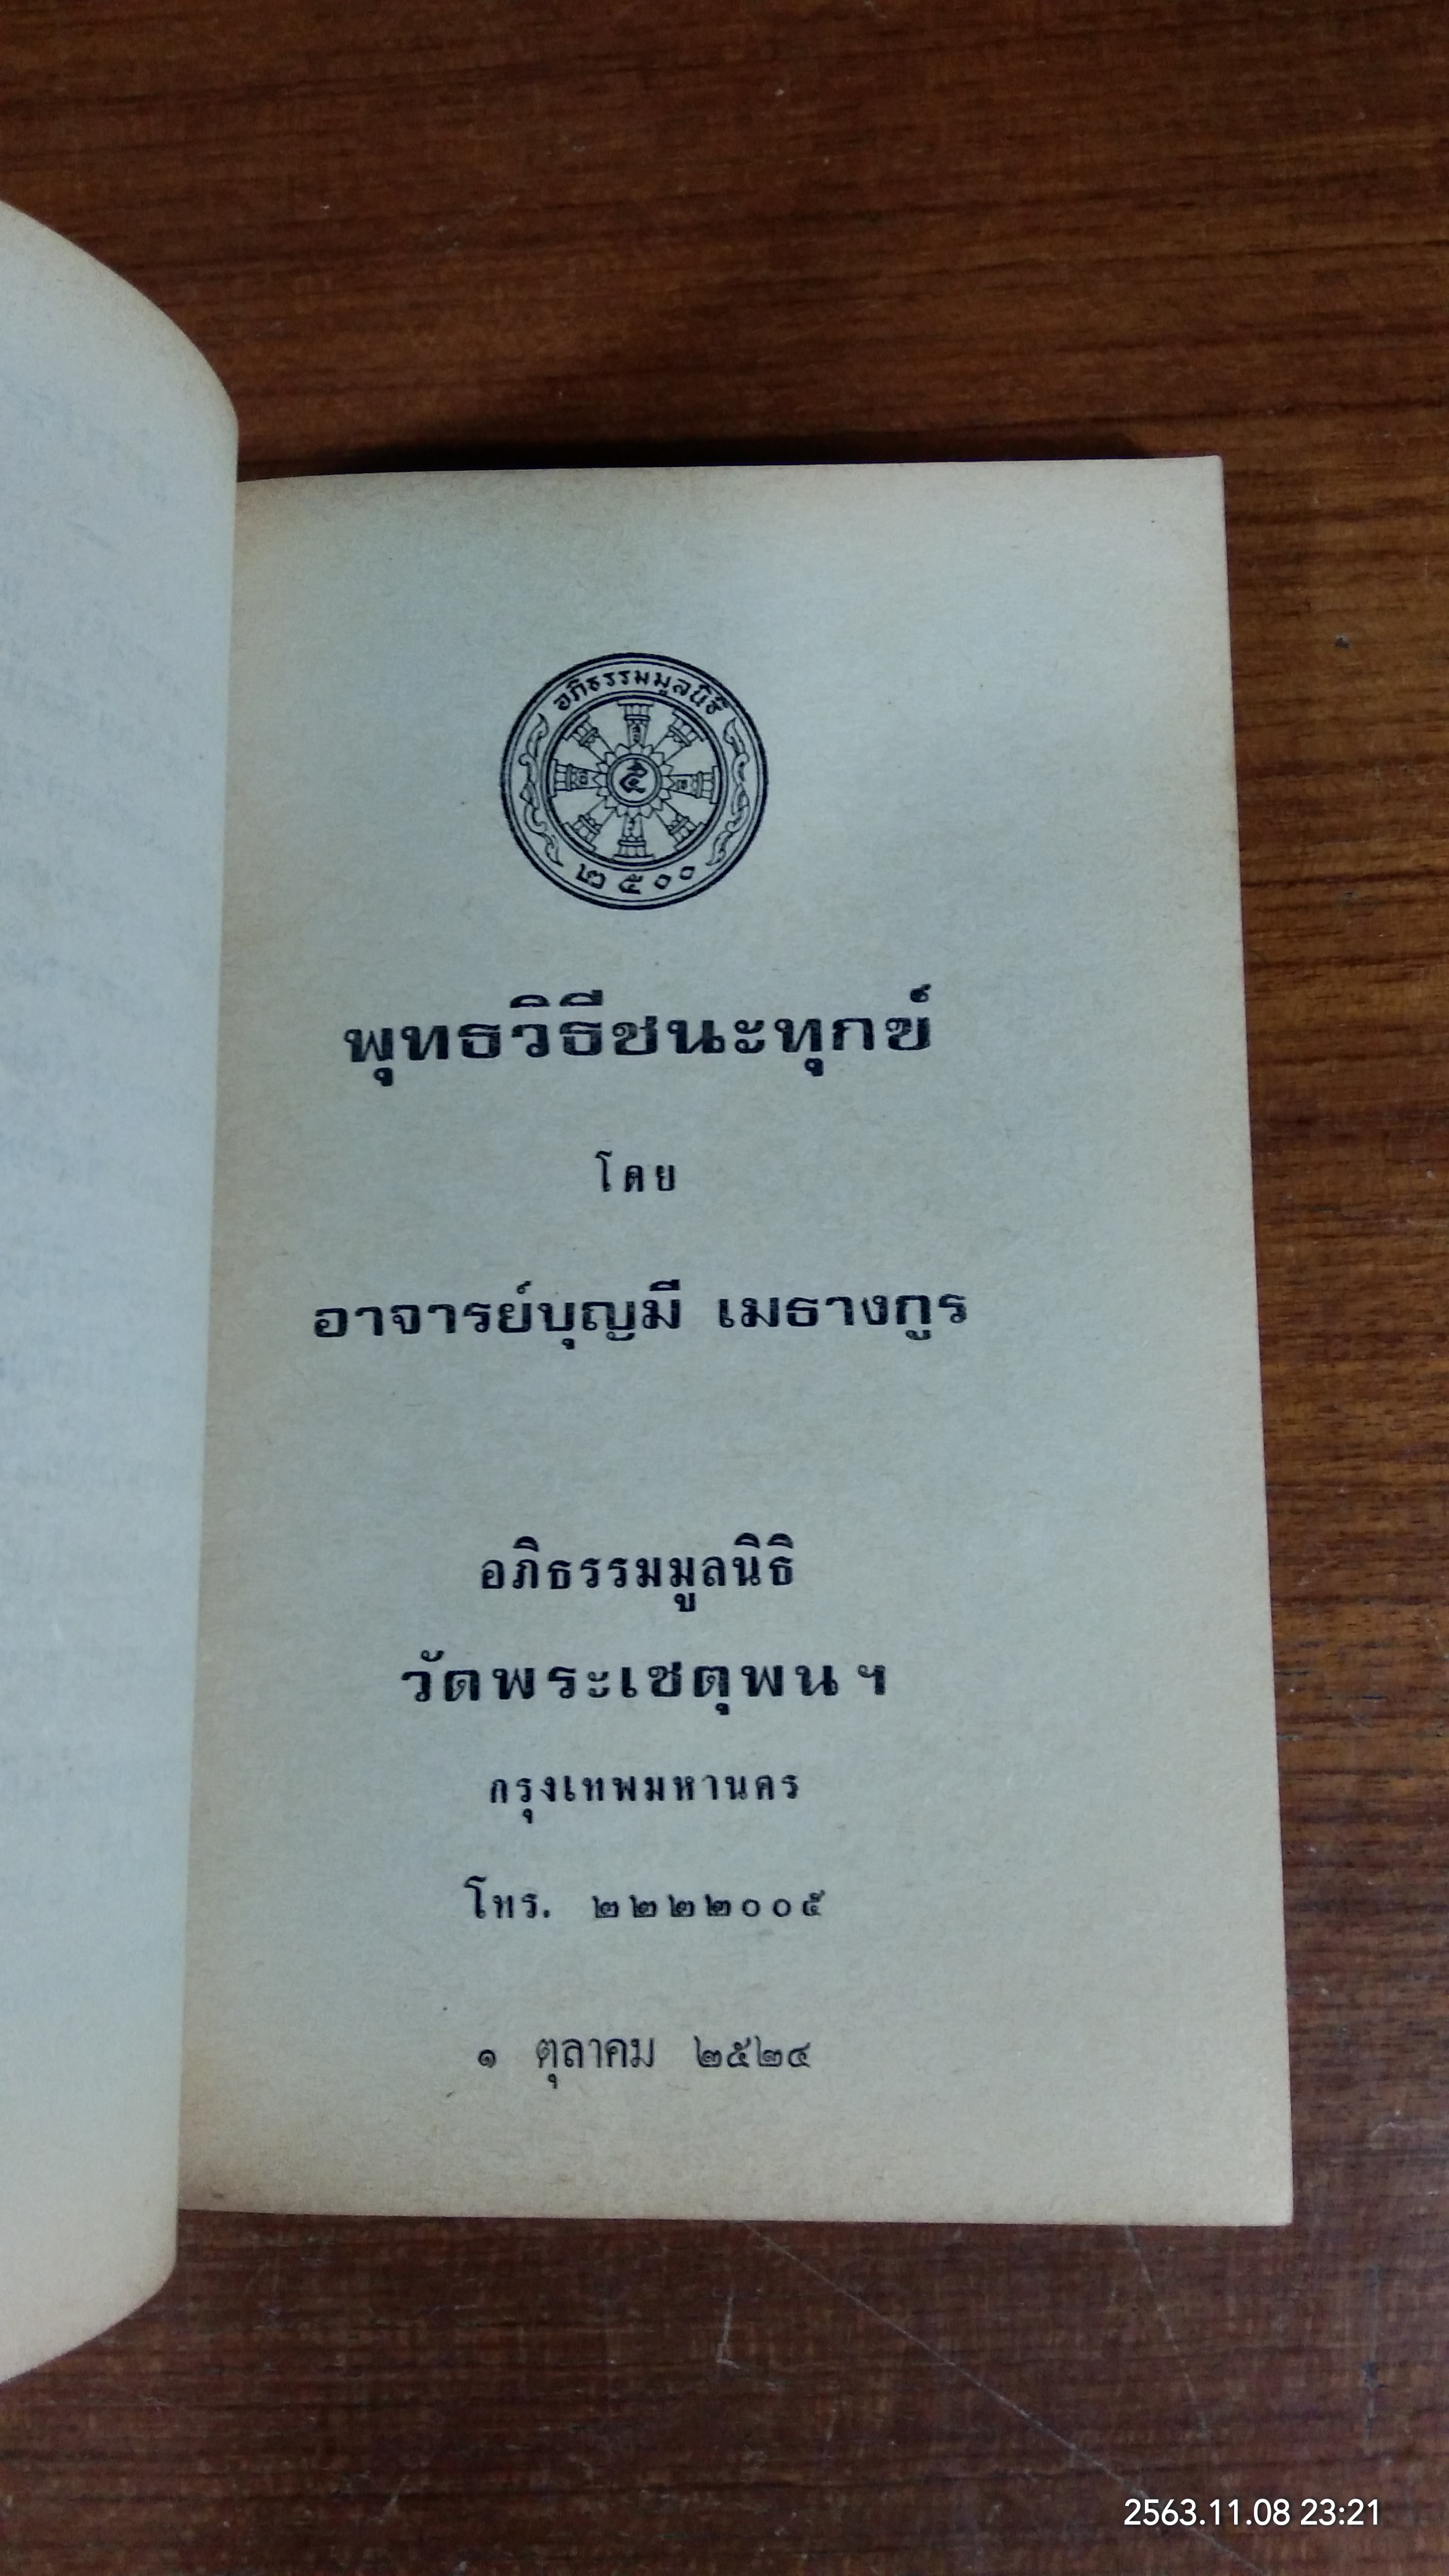 อภิธรรมมูลนิธิ
๒๕๐๐
พุทธวิธีชนะทุกข์
โดย
อาจารย์บุญมี เมธางกูร
อภิธรรมมูลนิธิ
วัดพระเชตุพนฯ
กรุงเทพมหานคร
โทร. ๒๒๒๒๐๐๕
๑ ตุลาคม ๒๕๒๔
2563.11.08 23:21